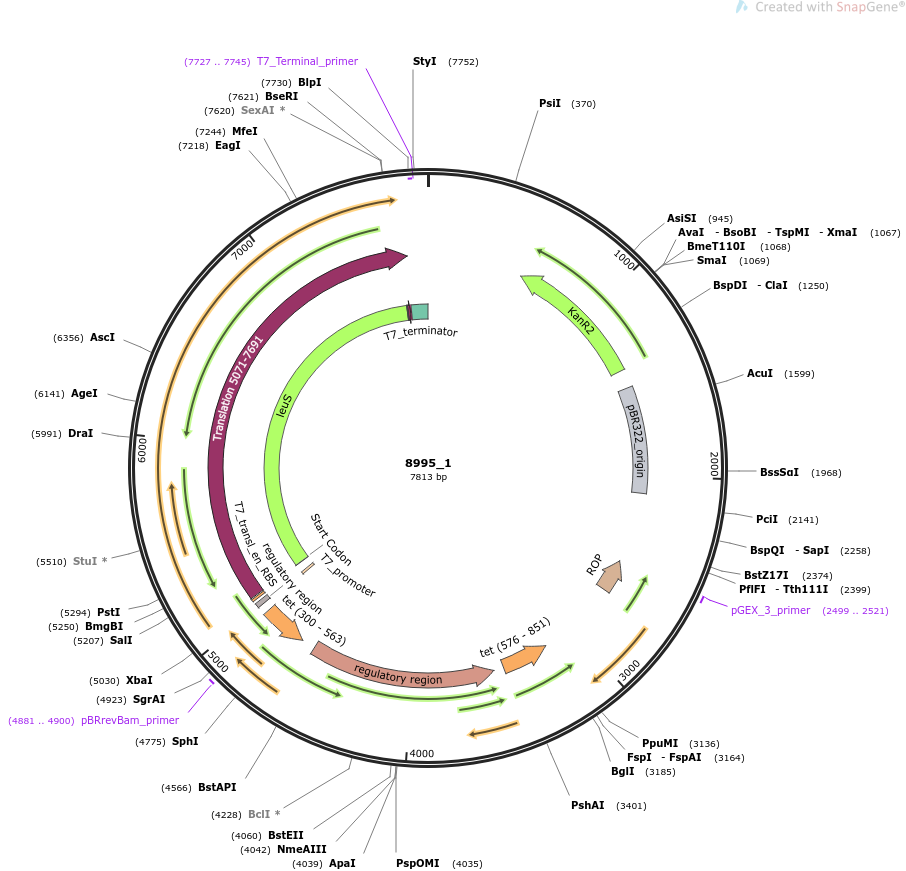 Created with SnapGene®
(7727 .. 7745) T7_Terminal_primer
StyI (7752)
(7730) BlpI
(7621) BseRI
(7620) SexAI *
PsiI (370)
(7244) MfeI
(7218) EagI
AsiSI (945)
AvaI - BsoBI - TspMI - XmaI (1067)
BmeT110I (1068)
SmaI (1069)
7000
1000
BspDI - ClaI (1250)
KanR2
T7_terminator
(6356) AscI
Translation 5071-7691
AcuI (1599)
(6141) AgeI
leuS
pBR322_origin
(5991) DraI
6000
8995_1
7813 bp
2000
BssSαI (1968)
PciI (2141)
Start Codon
T7_transl_en_RBS
regulatory region
T7_promoter
BspQI - SapI (2258)
(5510) StuI *
ROP
BstZ17I (2374)
PflFI - Tth111I (2399)
(5294) PstI
tet (300 - 563)
pGEX_3_primer (2499 .. 2521)
(5250) BmgBI
(5207) SalI
5000
tet (576 - 851)
regulatory region
3000
(5030) XbaI
(4923) SgrAI
(4881 .. 4900) pBRrevBam_primer
(4775) SphI
4000
PpuMI (3136)
FspI - FspAI (3164)
BglI (3185)
(4566) BstAPI
PshAI (3401)
(4228) BclI *
(4060) BstEII
(4042) NmeAIII
(4039) ApaI
PspOMI (4035)